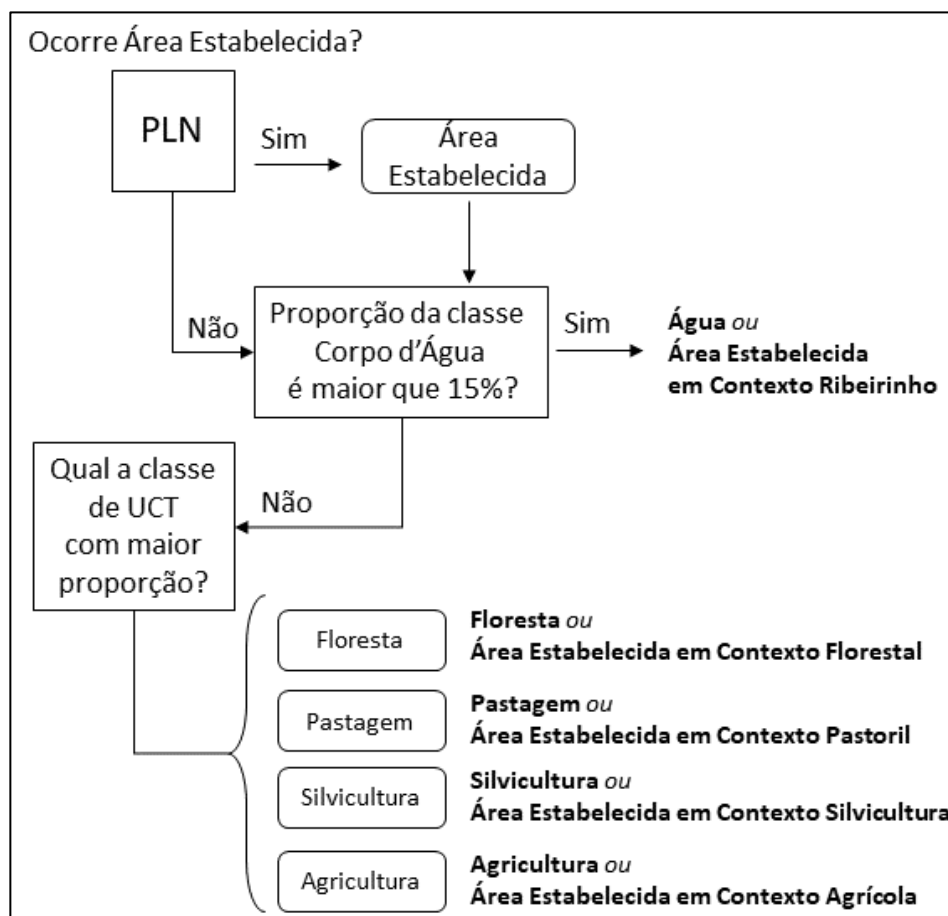 Ocorre Área Estabelecida?
PLN
Sim
Área
Estabelecida
Não
Proporção da classe
Corpo d’Água
é maior que 15%?
Sim
Água ou
Área Estabelecida
em Contexto Ribeirinho
Qual a classe
de UCT
com maior
proporção?
Não
Floresta
Floresta ou
Área Estabelecida em Contexto Florestal
Pastagem
Pastagem ou
Área Estabelecida em Contexto Pastoril
Silvicultura
Silvicultura ou
Área Estabelecida em Contexto Silvicultura
Agricultura
Agricultura ou
Área Estabelecida em Contexto Agrícola